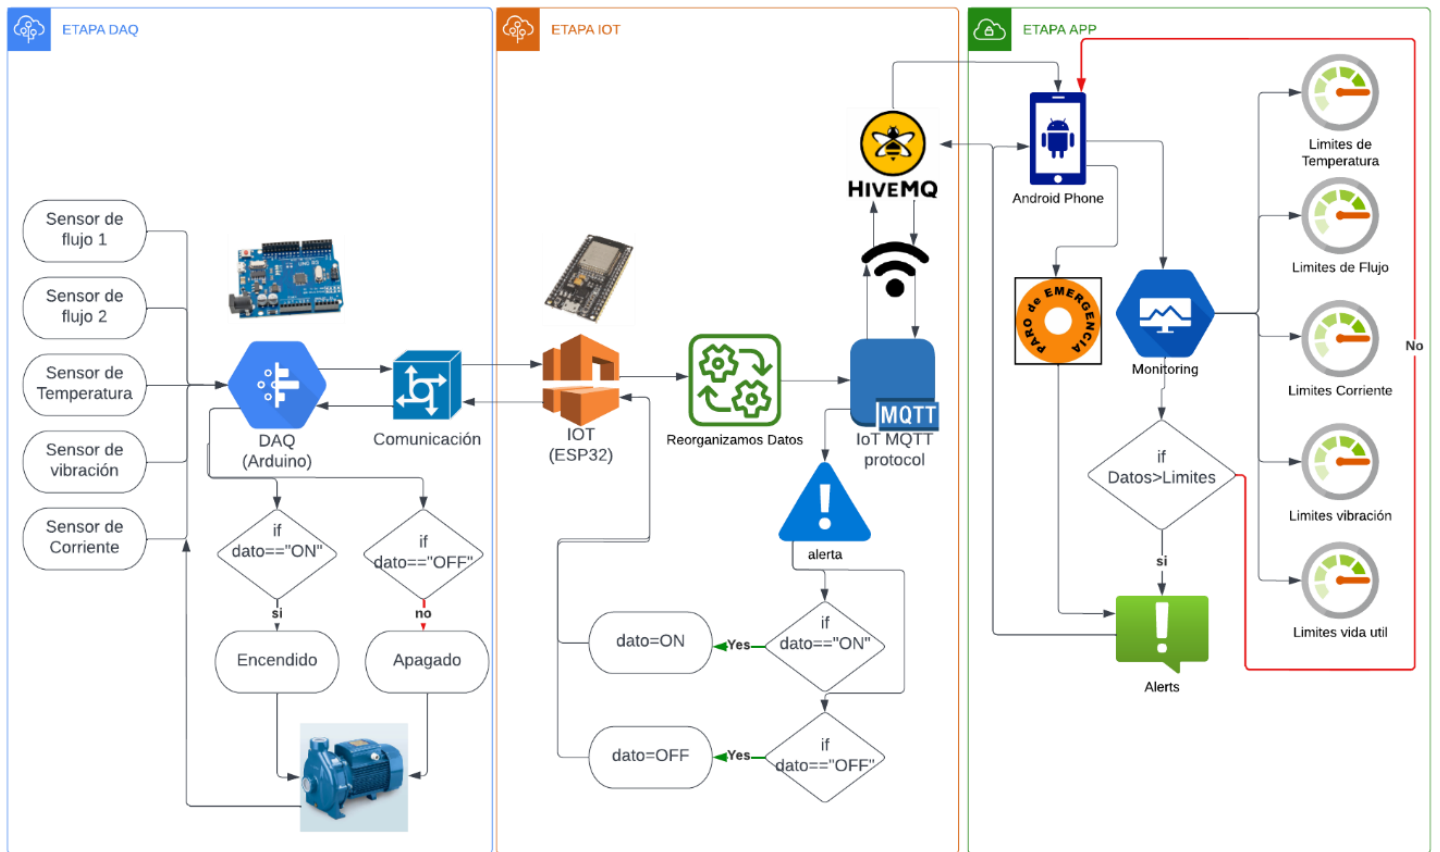 ETAPA DAQ
Sensor de
flujo 1
Sensor de
flujo 2
Sensor de
Temperatura
Sensor de
vibración
Sensor de
Corriente
DAQ
(Arduino)
Comunicación
if
dato=="ON"
if
dato=="OFF"
si
no
Encendido
Apagado
ETAPA IOT
IOT
(ESP32)
Reorganizamos Datos
HIVEMQ
MQTT
IoT MQTT
protocol
alerta
if
dato=="ON"
Yes
dato=ON
if
dato=="OFF"
Yes
dato=OFF
ETAPA APP
Android Phone
PARO de EMERGENCIA
Monitoring
if
Datos>Limites
si
No
Alerts
Limites de
Temperatura
Limites de Flujo
Limites Corriente
Limites vibración
Limites vida util